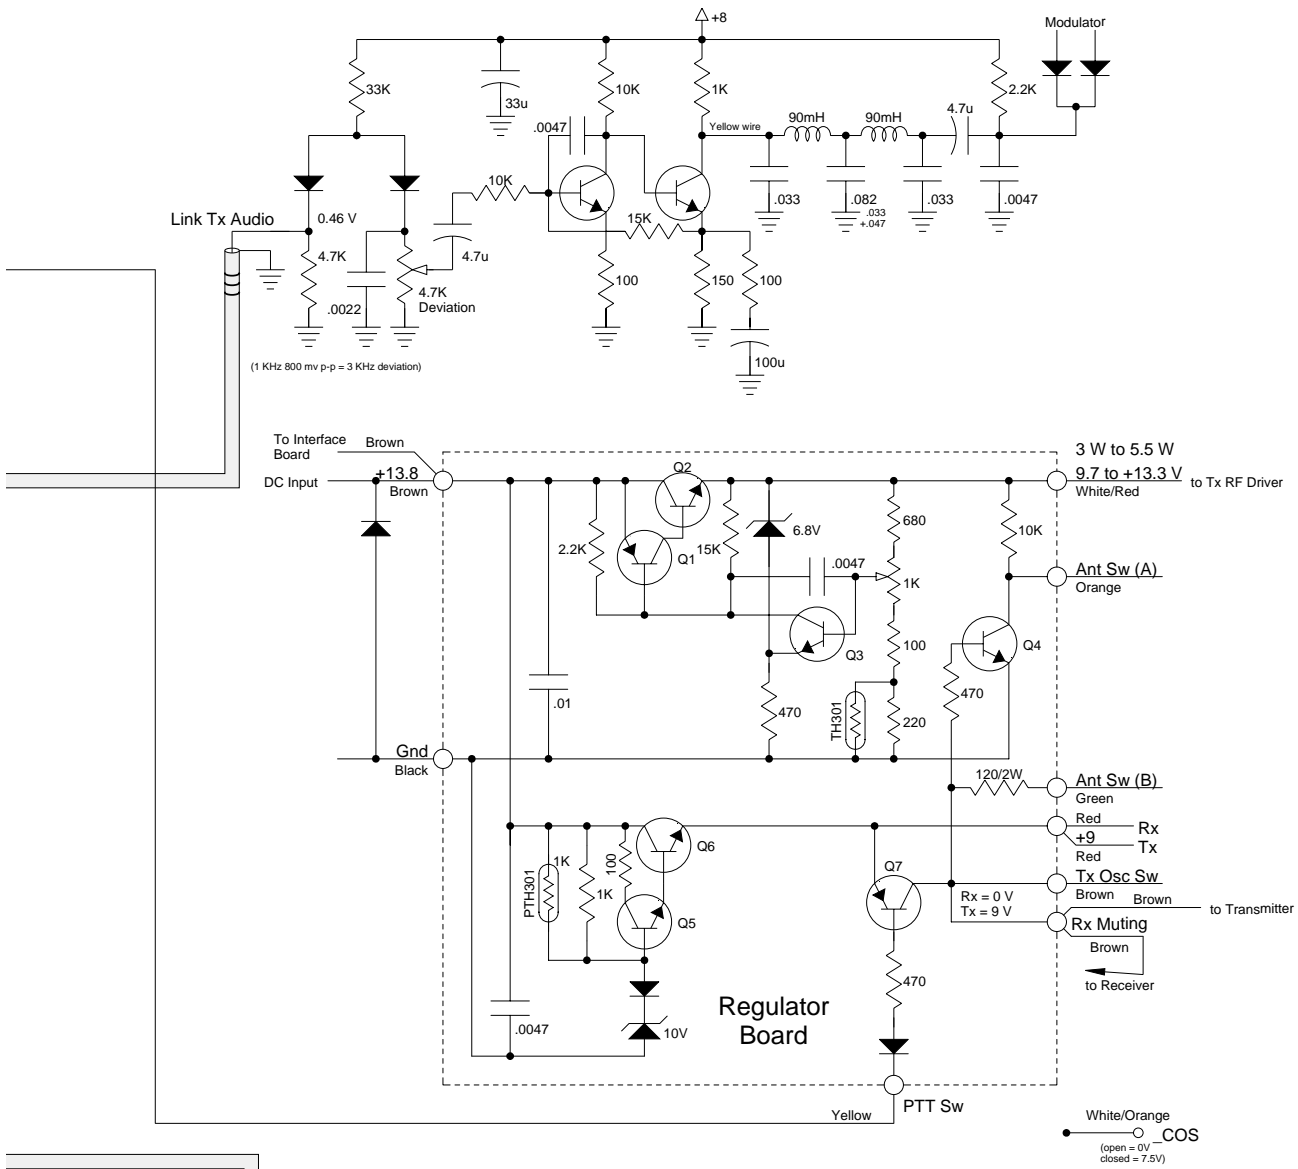 +8
Modulator
33K
33u
10K
1K
2.2K
4.7u
90mH
90mH
Yellow wire
.0047
10K
.033
.082
.033
+.047
.033
.0047
Link Tx Audio
0.46 V
15K
4.7K
4.7u
.0022
4.7K
Deviation
100
150
100
100u
(1 KHz 800 mv p-p = 3 KHz deviation)
To Interface
Board
Brown
DC Input
+13.8
Brown
Q2
3 W to 5.5 W
9.7 to +13.3 V
White/Red
to Tx RF Driver
2.2K
Q1
15K
6.8V
.0047
680
1K
10K
Ant Sw (A)
Orange
Q3
100
Q4
470
.01
470
TH301
220
Gnd
Black
120/2W
Ant Sw (B)
Green
Red
Rx
+9
Tx
Red
PTH301
1K
1K
100
Q6
Q5
Q7
Tx Osc Sw
Brown
Rx = 0 V
Tx = 9 V
Brown
to Transmitter
Rx Muting
Brown
to Receiver
470
.0047
10V
Regulator
Board
PTT Sw
Yellow
White/Orange
_COS
(open = 0V
closed = 7.5V)